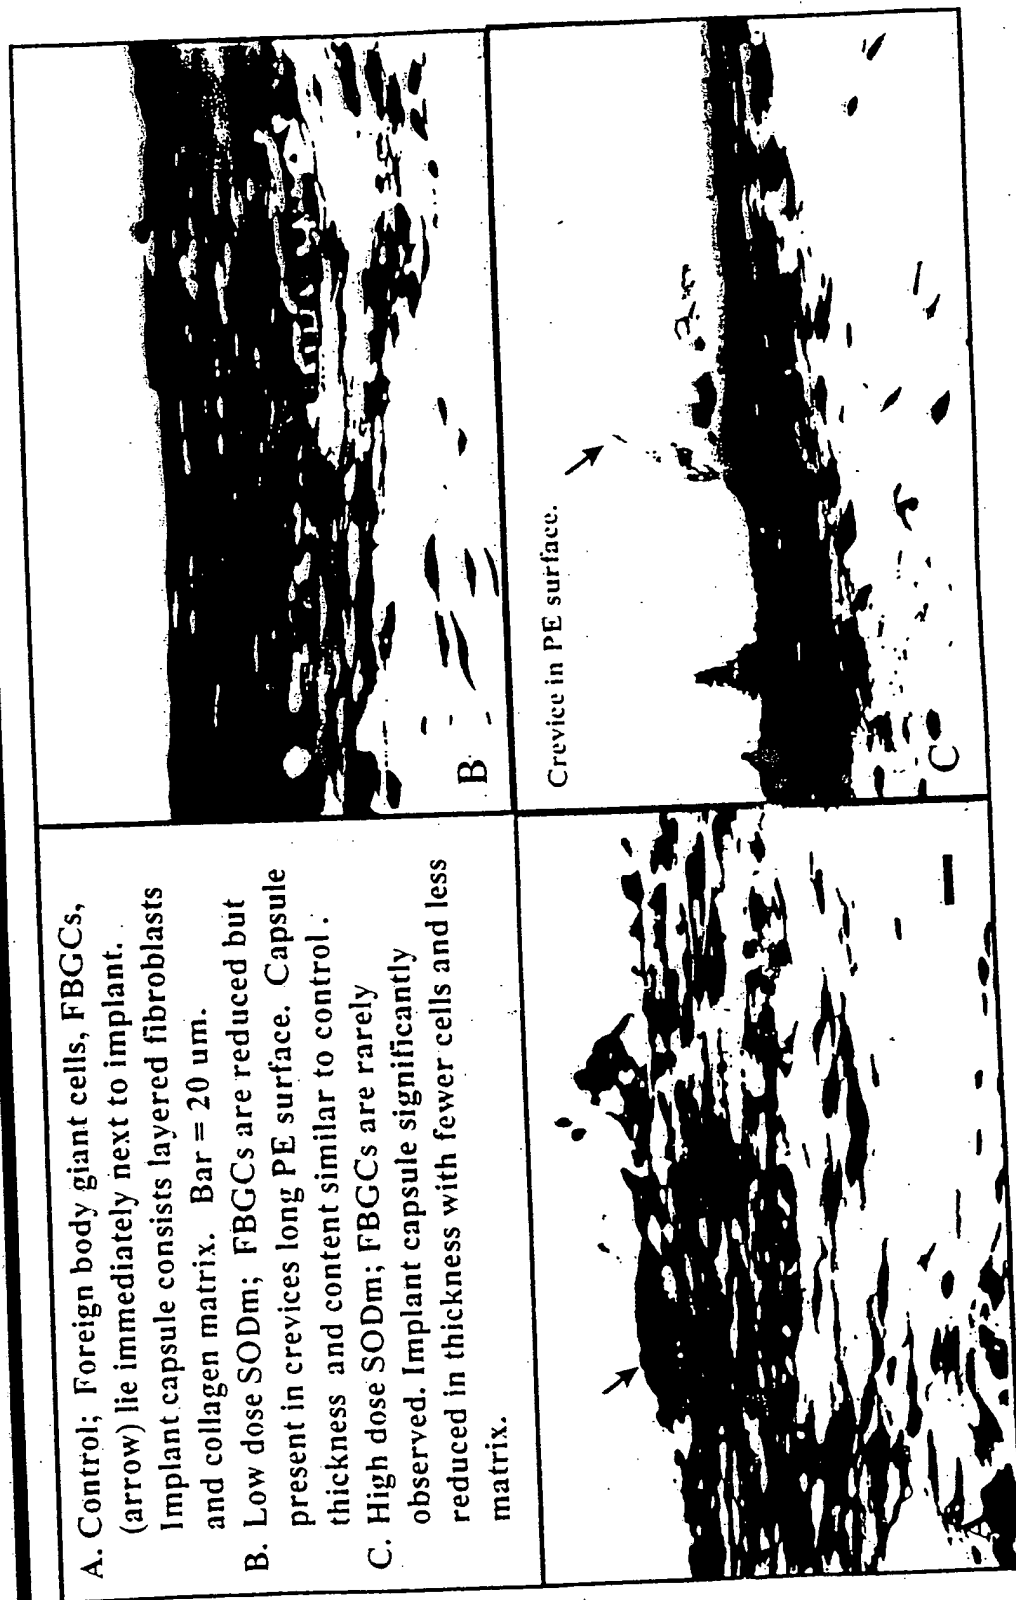 A. Control; Foreign body giant cells, FBGCs,
(arrow) lie immediately next to implant.
Implant capsule consists layered fibroblasts
and collagen matrix. Bar = 20 um.
B. Low dose SODm; FBGCs are reduced but
present in crevices long PE surface. Capsule
thickness and content similar to control.
C. High dose SODm; FBGCs are rarely
observed. Implant capsule significantly
reduced in thickness with fewer cells and less
matrix.
B
Crevice in PE surface.
C
A